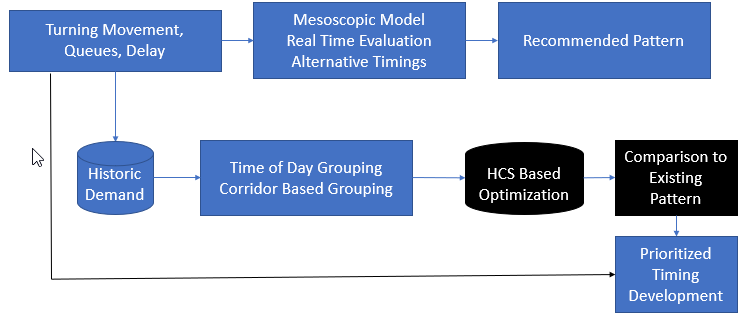 Turning Movement,
Queues, Delay
Mesoscopic Model
Real Time Evaluation
Alternative Timings
Recommended Pattern
Historic
Demand
Time of Day Grouping
Corridor Based Grouping
HCS Based
Optimization
Comparison to
Existing
Pattern
Prioritized
Timing
Development